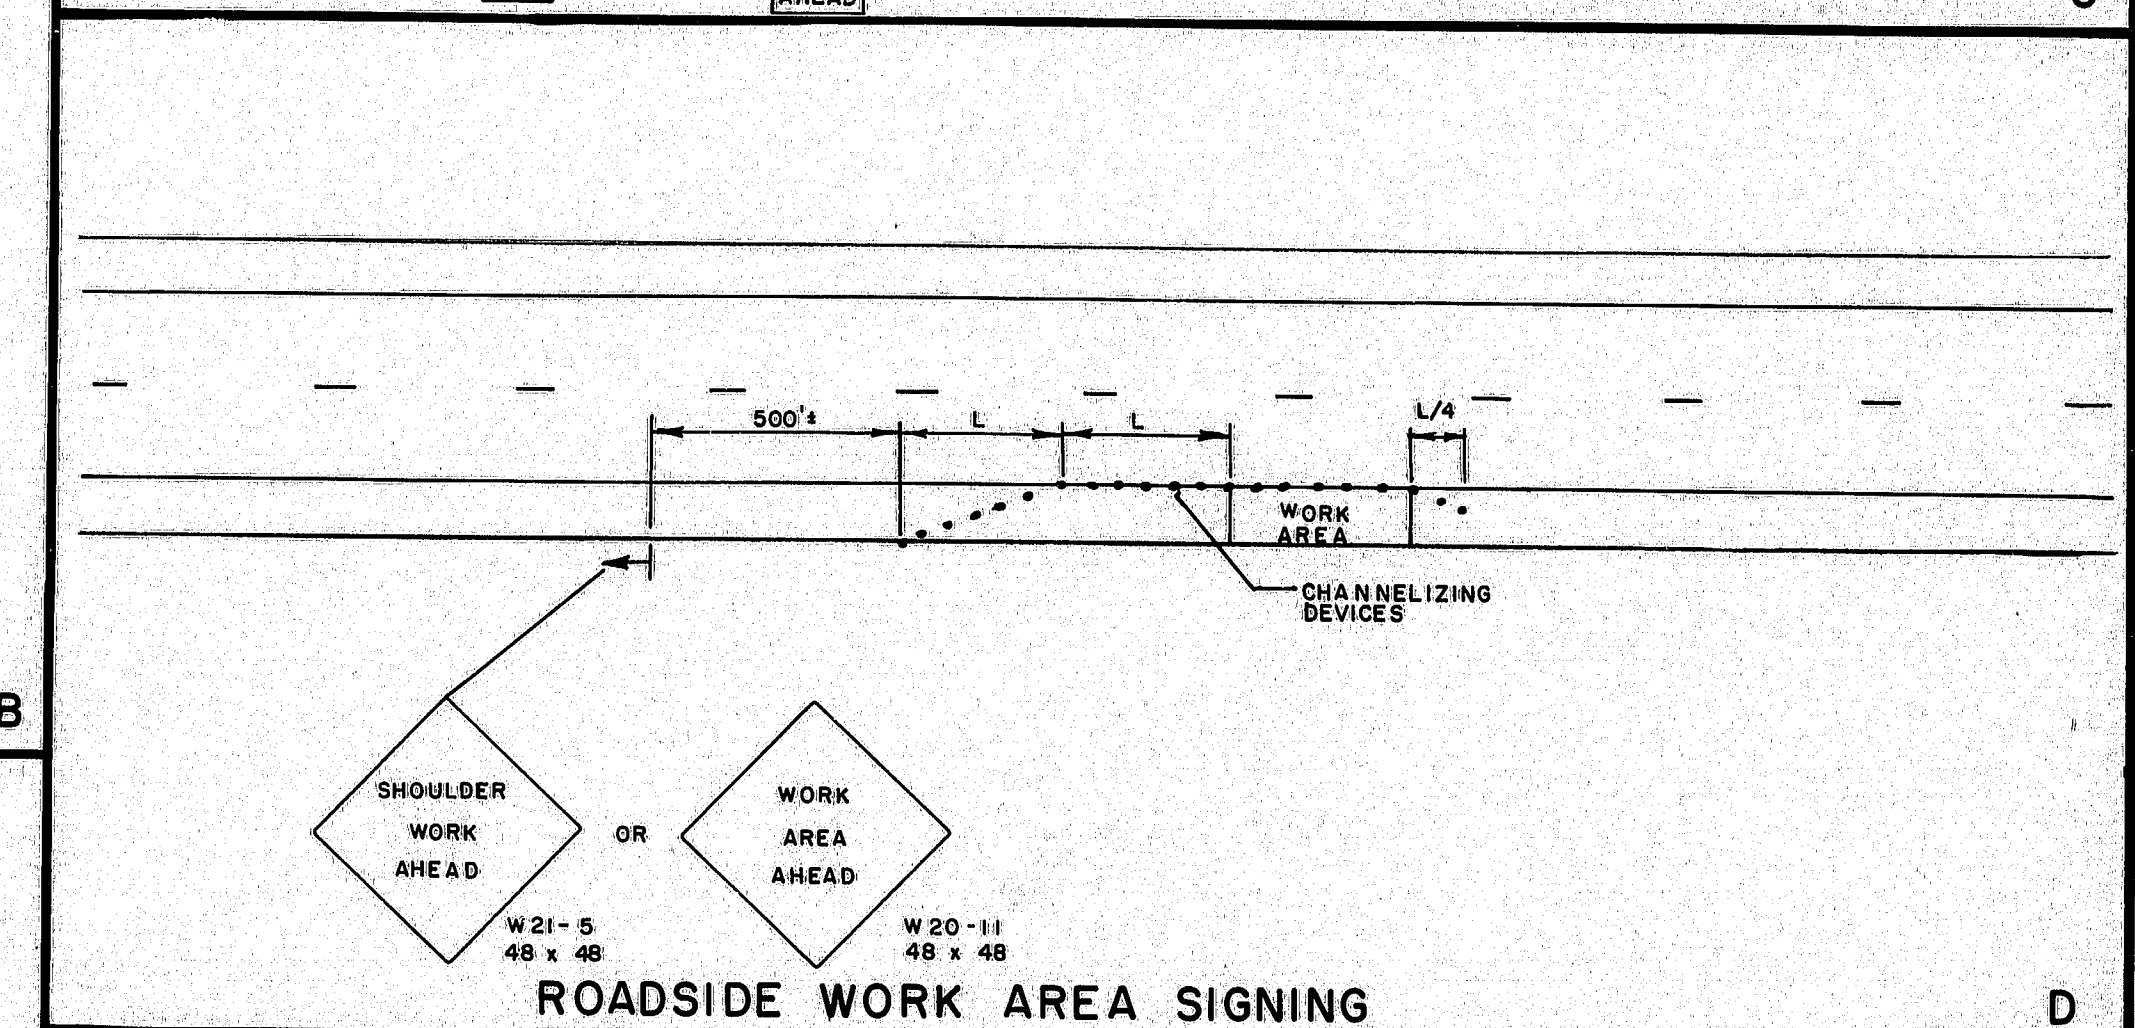 AHEAD
500'±
L
L
L/4
WORK
AREA
CHANNELIZING
DEVICES
B
SHOULDER
WORK
AHEAD
OR
WORK
AREA
AHEAD
W21-5
48 x 48
W20-11
48 x 48
ROADSIDE WORK AREA SIGNING
D